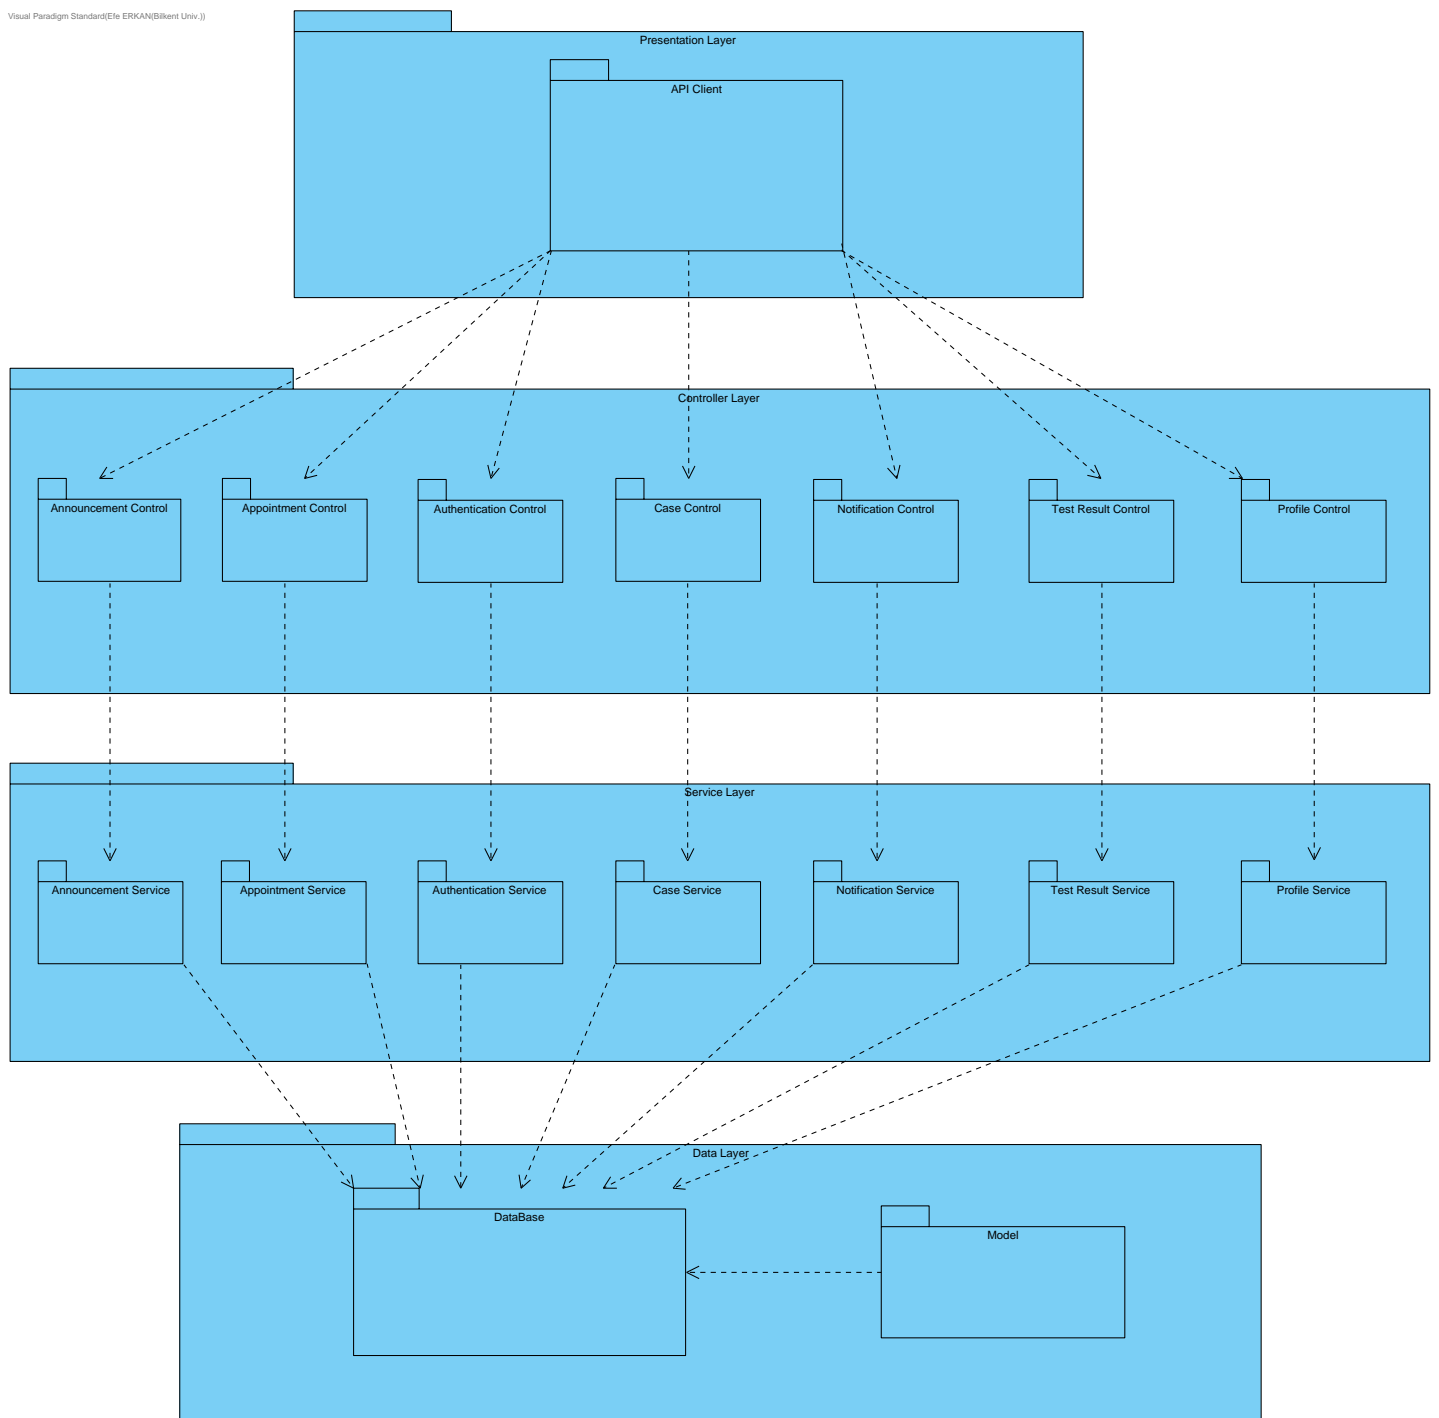 Visual Paradigm Standard(Efe ERKAN(Bilkent Univ.))
Presentation Layer
API Client
Controller Layer
Announcement Control
Appointment Control
Authentication Control
Case Control
Notification Control
Test Result Control
Profile Control
Service Layer
Announcement Service
Appointment Service
Authentication Service
Case Service
Notification Service
Test Result Service
Profile Service
Data Layer
DataBase
Model